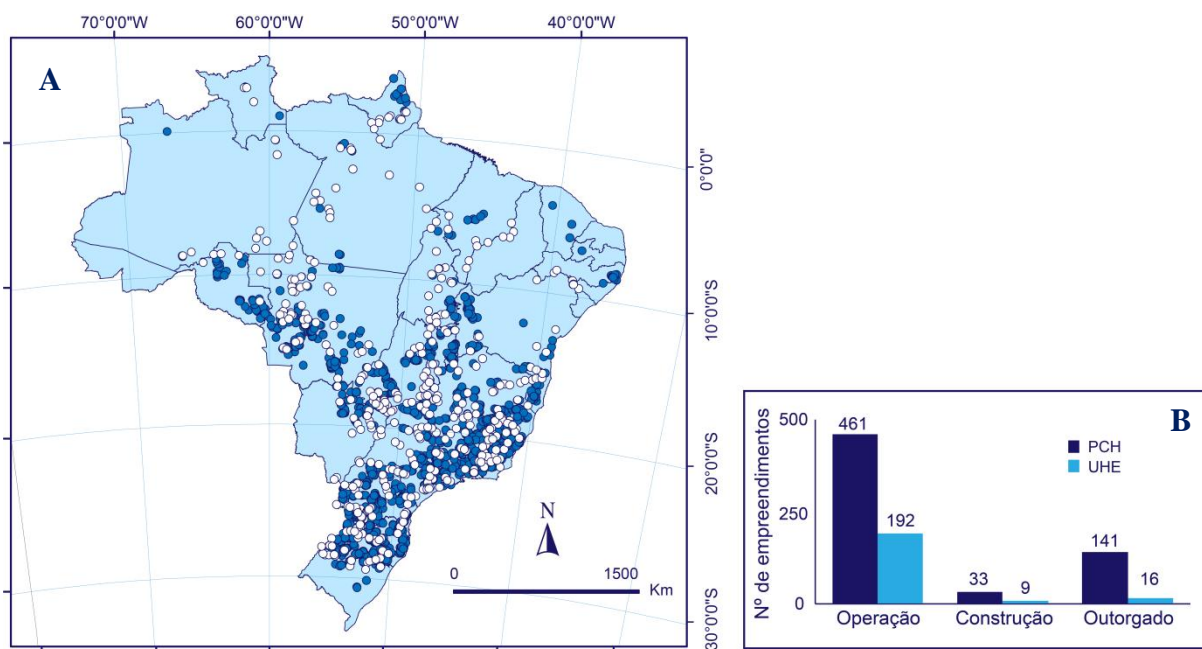 70°0'0"W 60°0'0"W 50°0'0"W 40°0'0"W
A
0°0'0"
10°0'0"S
20°0'0"S
30°0'0"S
N
0 1500 Km
B
Nº de empreendimentos
500
250
0
461
192
33
9
141
16
PCH
UHE
Operação Construção Outorgado